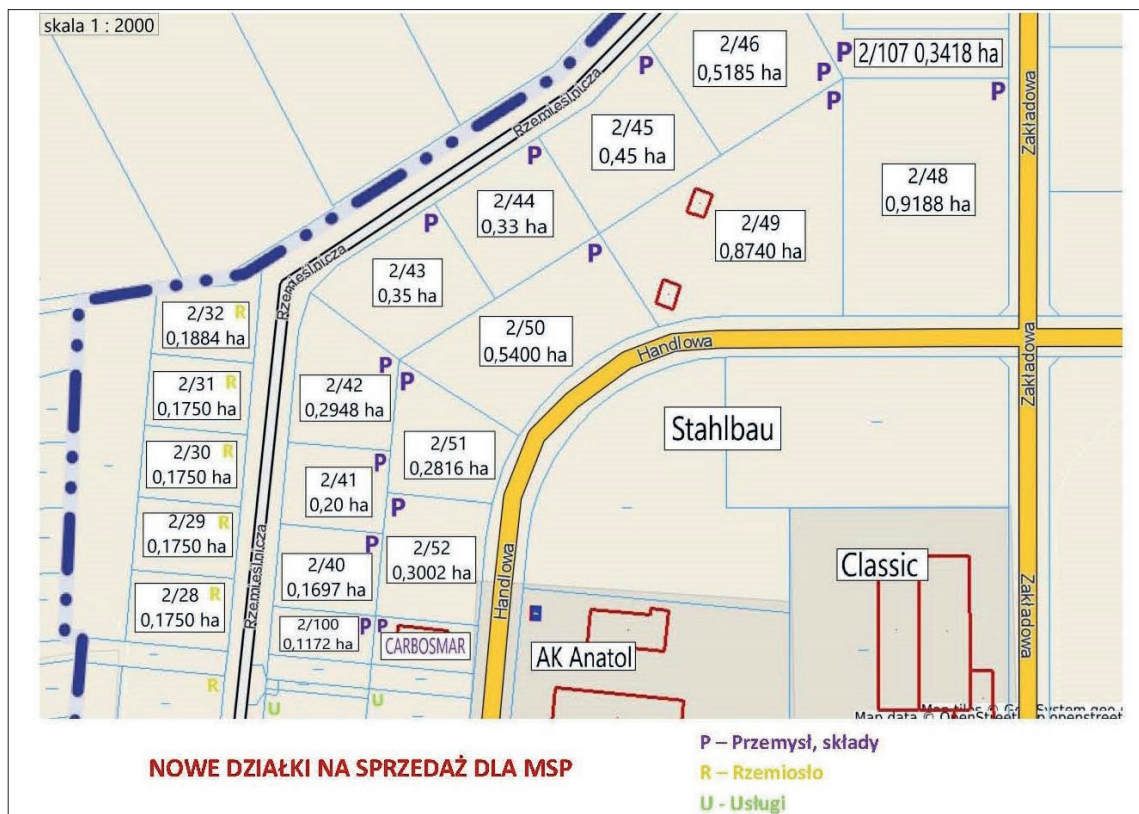 skala 1 : 2000
2/46
0,5185 ha
P
2/107 0,3418 ha
P
P
P
Zakładowa
Rzemieślnicza
2/45
0,45 ha
P
2/44
0,33 ha
2/48
0,9188 ha
2/49
0,8740 ha
P
P
2/43
0,35 ha
Rzemieślnicza
2/32 R
0,1884 ha
2/50
0,5400 ha
Handlowa
Zakładowa
P
P
2/31 R
0,1750 ha
2/42
0,2948 ha
Stahlbau
2/30 R
0,1750 ha
2/51
0,2816 ha
P
2/41
0,20 ha
P
2/29 R
0,1750 ha
Rzemieślnicza
2/40
0,1697 ha
P
2/52
0,3002 ha
Handlowa
Classic
Zakładowa
2/28 R
0,1750 ha
2/100
0,1172 ha
P
P
CARBOSMAR
AK Anatol
R
U
U
Map data © OpenStreetMap openstreet
NOWE DZIAŁKI NA SPRZEDAŻ DLA MSP
P – Przemysł, składy
R – Rzemiosło
U - Usługi